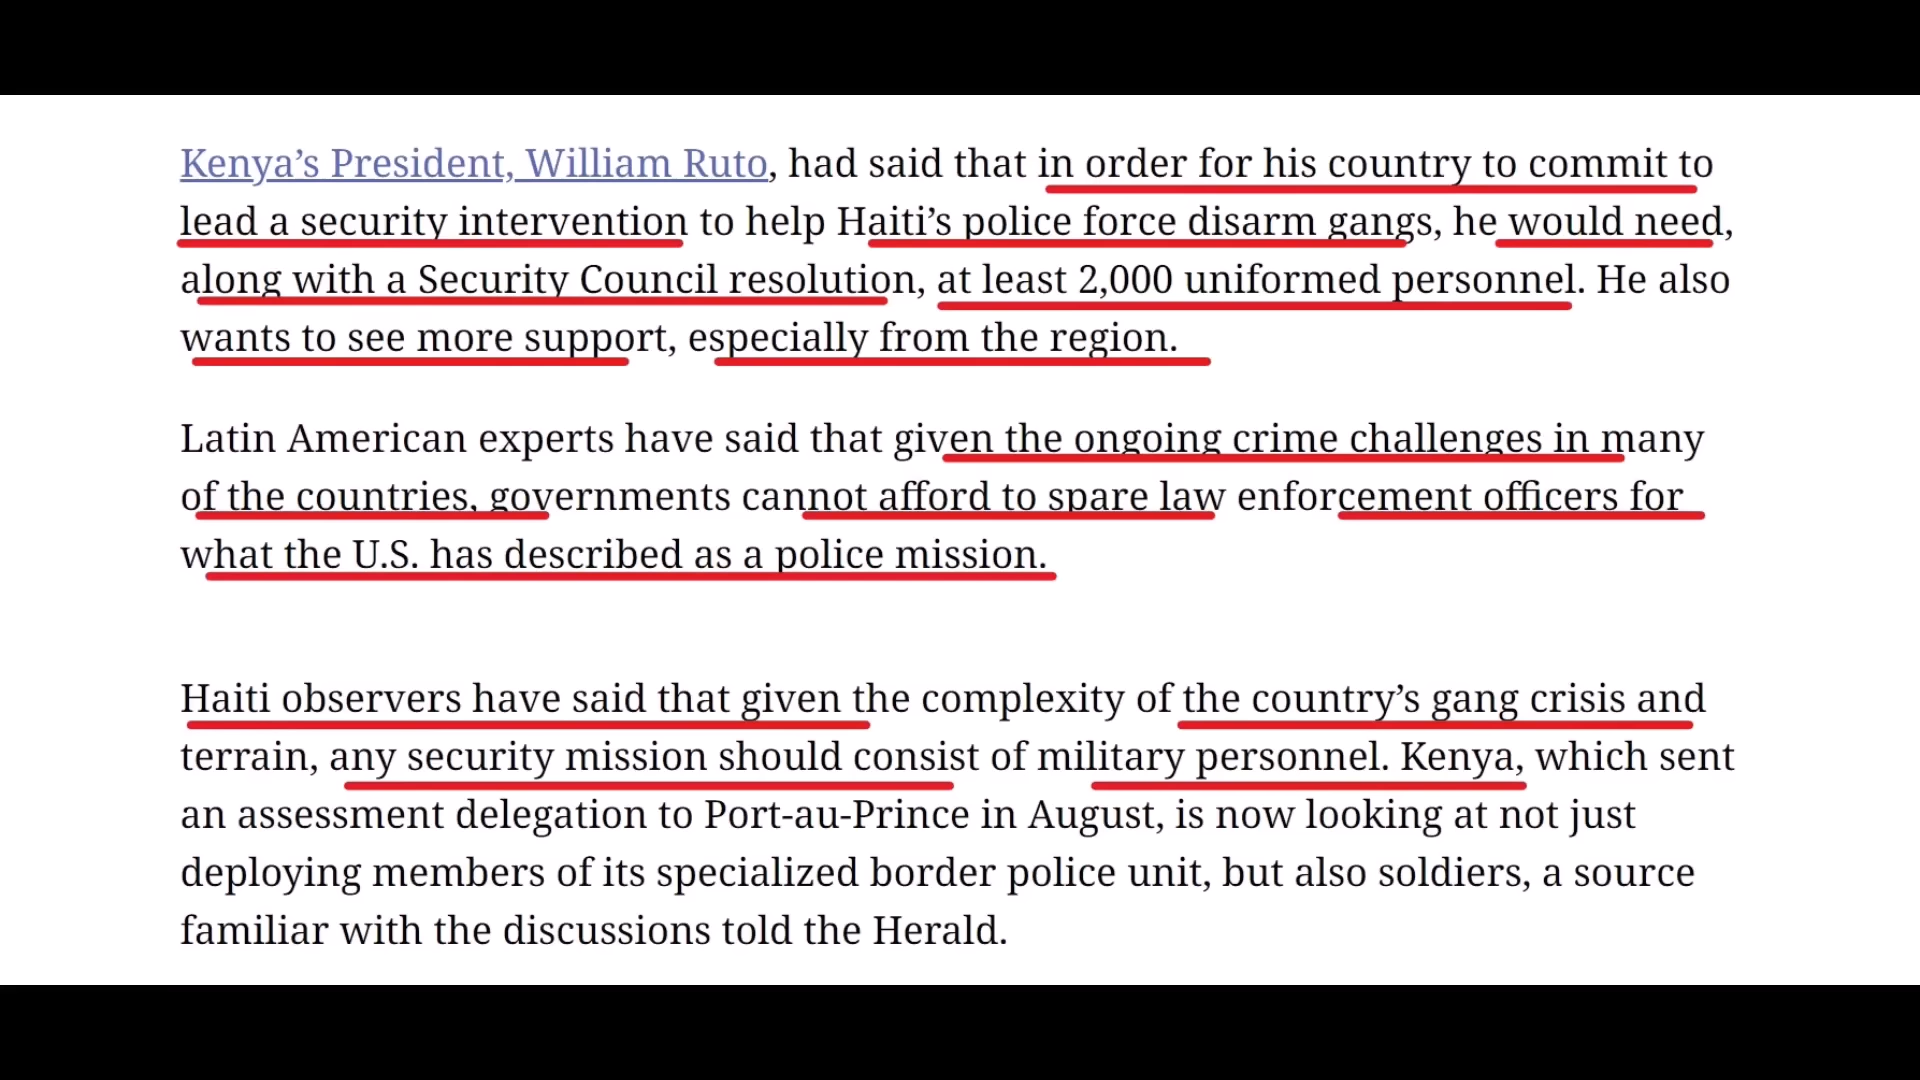 Kenya’s President, William Ruto, had said that in order for his country to commit to
lead a security intervention to help Haiti’s police force disarm gangs, he would need,
along with a Security Council resolution, at least 2,000 uniformed personnel. He also
wants to see more support, especially from the region.
Latin American experts have said that given the ongoing crime challenges in many
of the countries, governments cannot afford to spare law enforcement officers for
what the U.S. has described as a police mission.
Haiti observers have said that given the complexity of the country’s gang crisis and
terrain, any security mission should consist of military personnel. Kenya, which sent
an assessment delegation to Port-au-Prince in August, is now looking at not just
deploying members of its specialized border police unit, but also soldiers, a source
familiar with the discussions told the Herald.